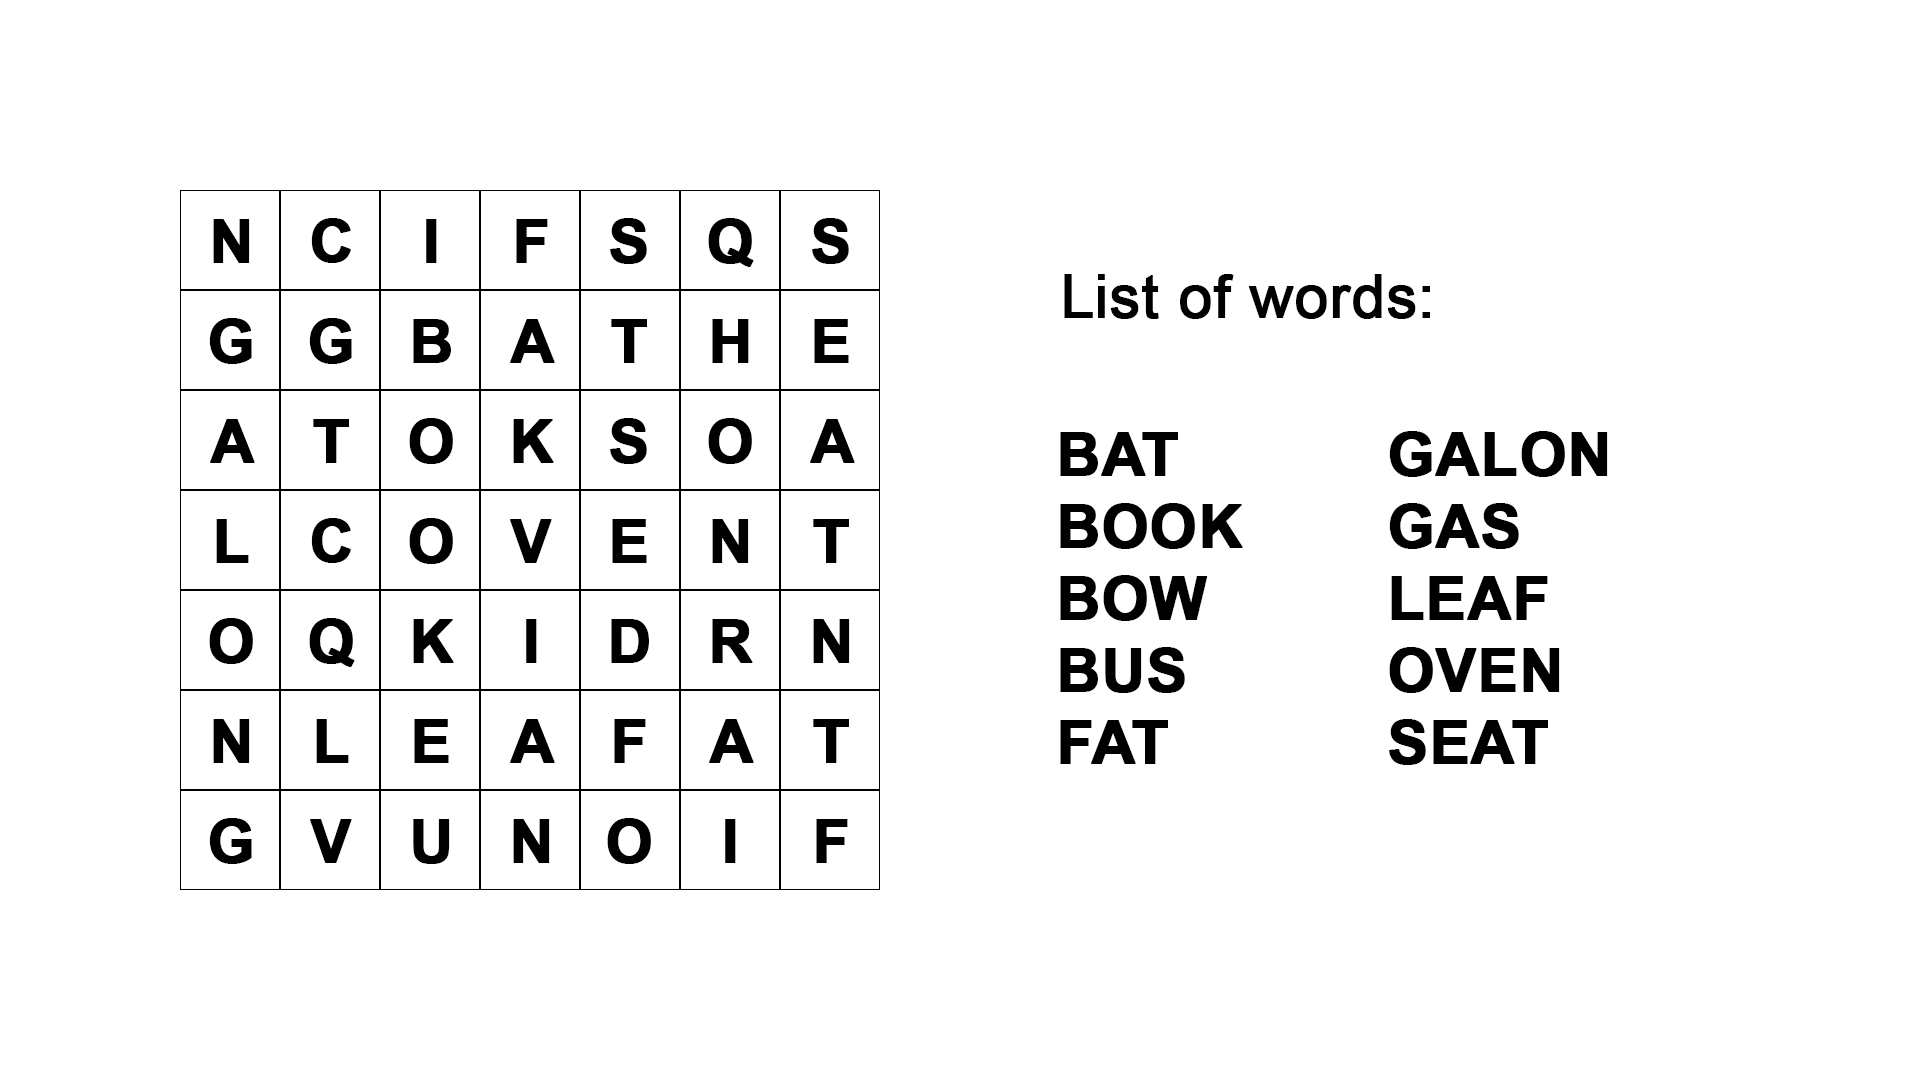 N C I F S Q S
G G B A T H E
A T O K S O A
L C O V E N T
O Q K I D R N
N L E A F A T
G V U N O I F
List of words:
BAT GALON
BOOK GAS
BOW LEAF
BUS OVEN
FAT SEAT